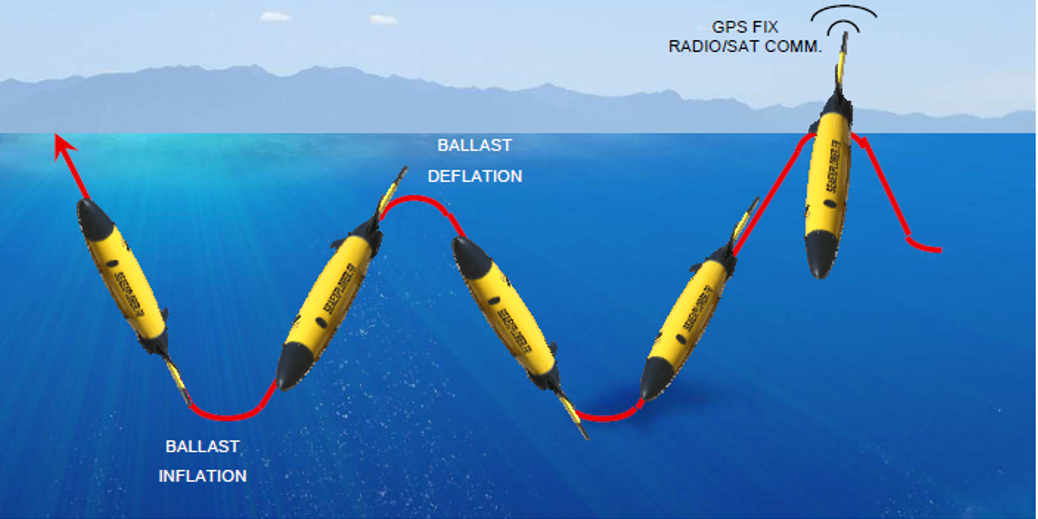 GPS FIX
RADIO/SAT COMM.
BALLAST
DEFLATION
BALLAST
INFLATION